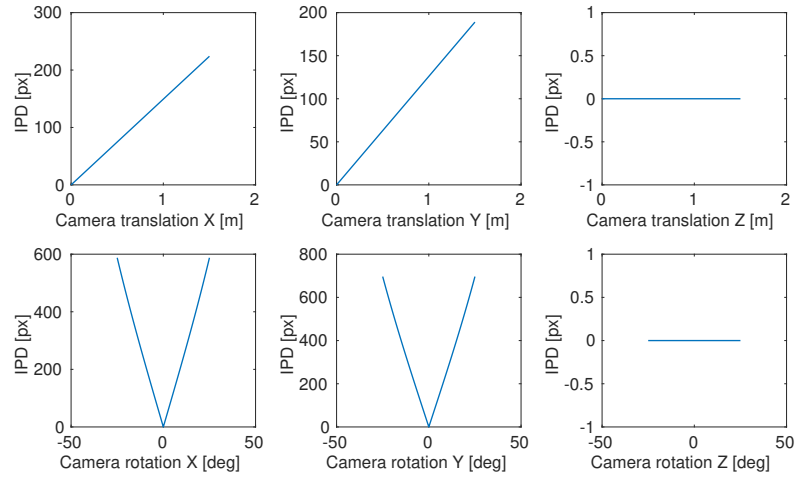 300
200
100
0
IPD [px]
0 1 2
Camera translation X [m]
200
150
100
50
0
IPD [px]
0 1 2
Camera translation Y [m]
1
0.5
0
-0.5
-1
IPD [px]
0 1 2
Camera translation Z [m]
600
400
200
0
IPD [px]
-50 0 50
Camera rotation X [deg]
800
600
400
200
0
IPD [px]
-50 0 50
Camera rotation Y [deg]
1
0.5
0
-0.5
-1
IPD [px]
-50 0 50
Camera rotation Z [deg]